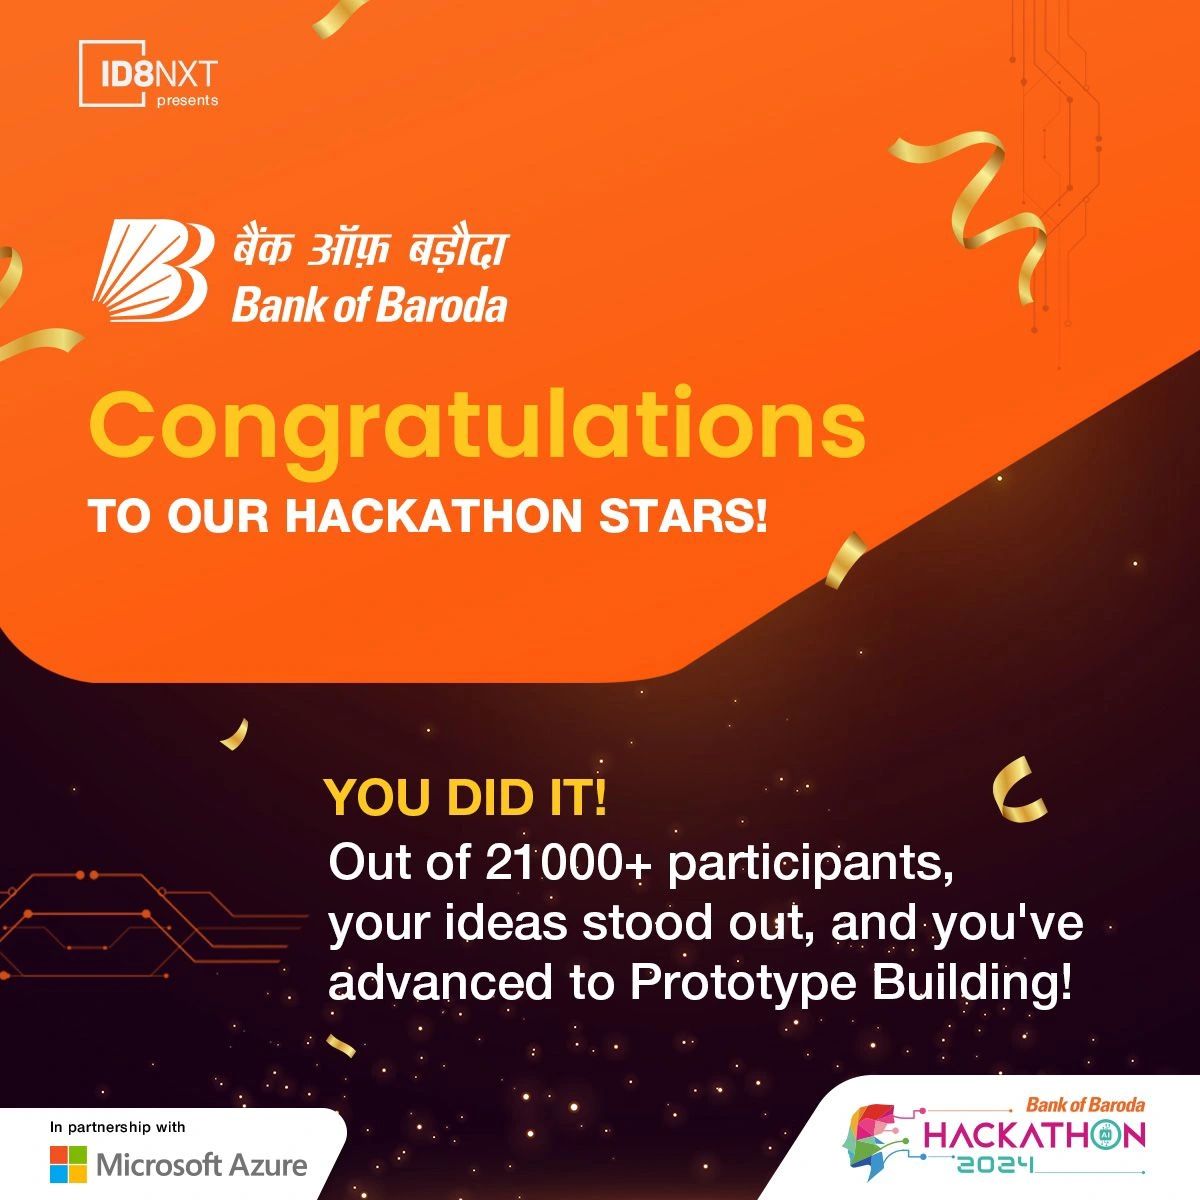 ID8NXT
presents
बैंक ऑफ़ बड़ौदा
Bank of Baroda
Congratulations
TO OUR HACKATHON STARS!
YOU DID IT!
Out of 21000+ participants,
your ideas stood out, and you've
advanced to Prototype Building!
In partnership with
Microsoft Azure
Bank of Baroda
HACKATHON
AI
2024